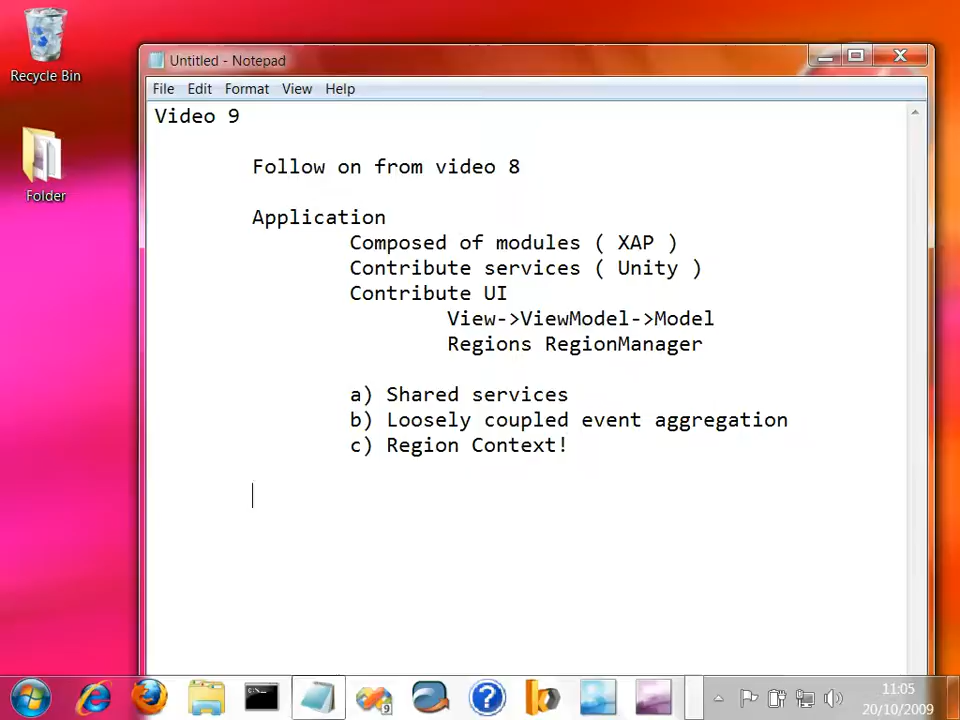 Recycle Bin
Folder
Untitled - Notepad
File Edit Format View Help
Video 9
Follow on from video 8
Application
Composed of modules ( XAP )
Contribute services ( Unity )
Contribute UI
View->ViewModel->Model
Regions RegionManager
a) Shared services
b) Loosely coupled event aggregation
c) Region Context!
11:05
20/10/2009